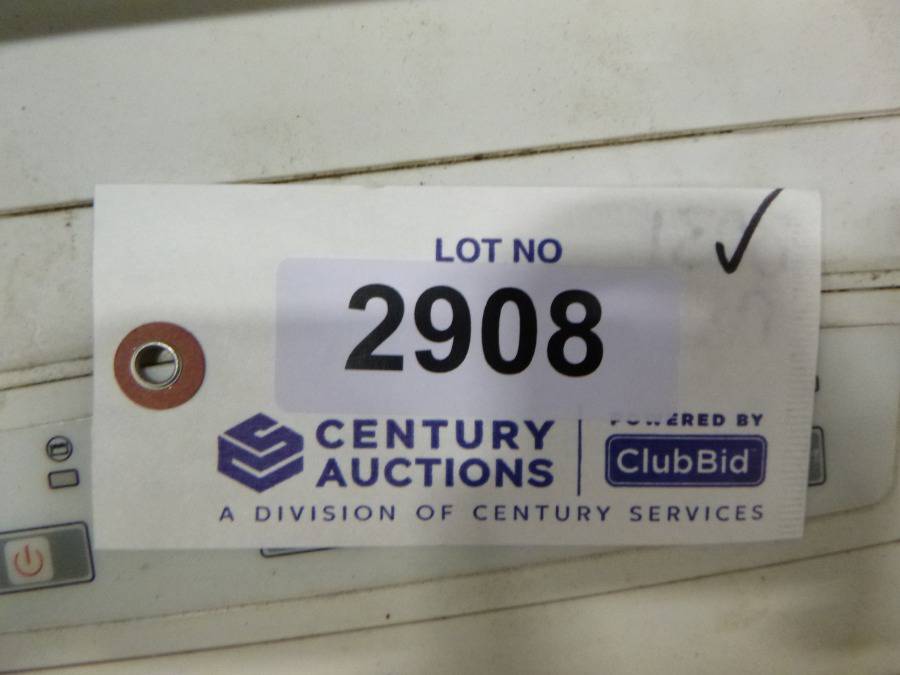 LOT NO
2908
CENTURY
AUCTIONS
POWERED BY
ClubBid
A DIVISION OF CENTURY SERVICES